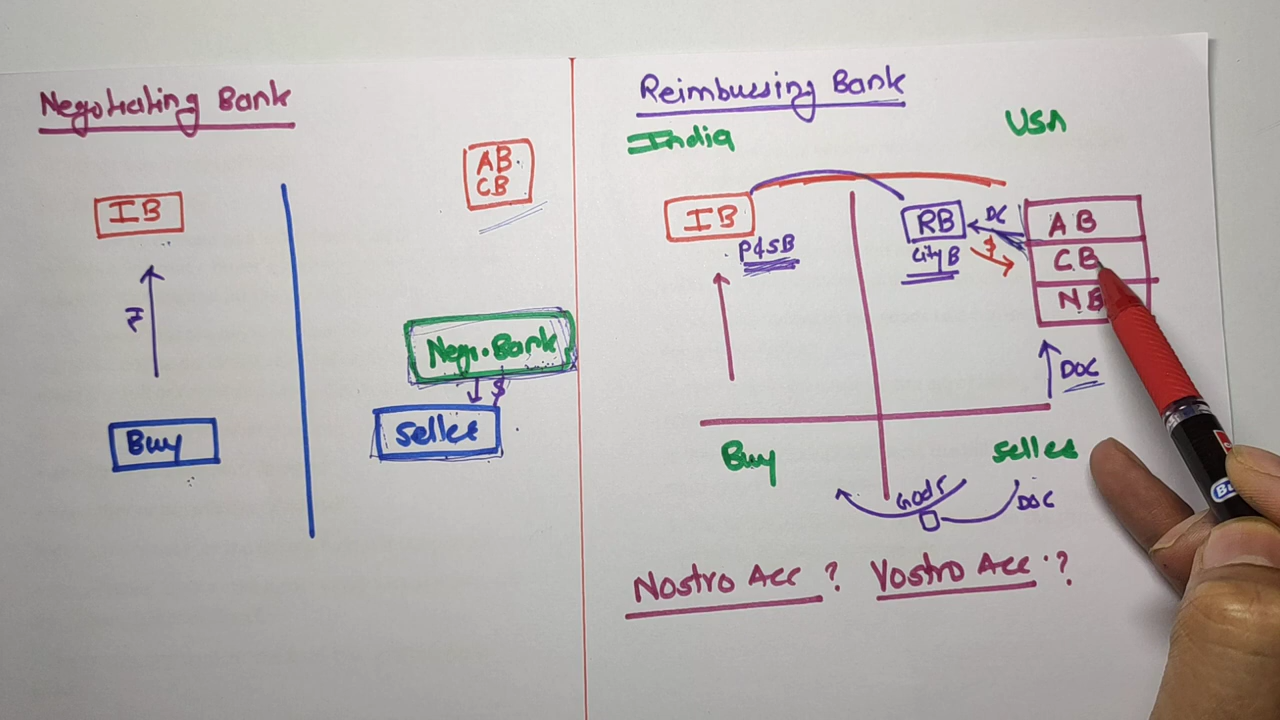 Negotiating Bank
AB
CB
IB
₹
Nego.Bank
$
Buy
Seller
Reimbussing Bank
India
USA
IB
P&SB
RB
City B
DC
$
AB
CB
NB
DOC
Buy
Seller
Gods
DOC
Nostro Acc ? Vostro Acc ?